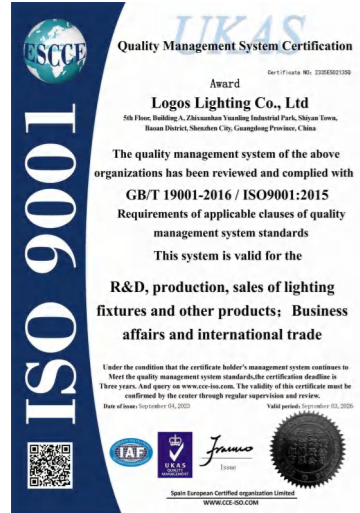 UKAS
ESCCE
Quality Management System Certification
Certificate NO: 23SSES02135Q
Award
Logos Lighting Co., Ltd
5th Floor, Building A, Zhixuanhan Yuanling Industrial Park, Shiyan Town,
Baoan District, Shenzhen City, Guangdong Province, China
The quality management system of the above
organizations has been reviewed and complied with
GB/T 19001-2016 / ISO9001:2015
Requirements of applicable clauses of quality
management system standards
This system is valid for the
R&D, production, sales of lighting
fixtures and other products; Business
affairs and international trade
Under the condition that the certificate holder's management system continues to
Meet the quality management system standards,the certification deadline is
Three years. And query on www.cce-iso.com. The validity of this certificate must be
confirmed by the center through regular supervision and review.
Date of issue: September 04, 2023 Valid period: September 03, 2026
ISO 9001
IAF
UKAS
QUALITY
MANAGEMENT
Issue
Spain European Certified organization Limited
WWW.CCE-ISO.COM